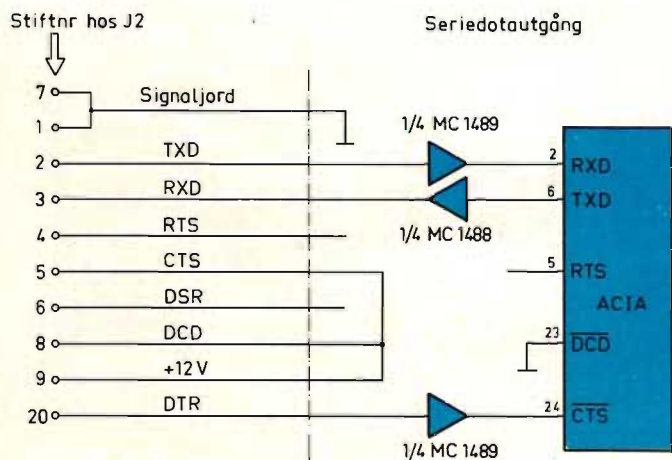 Stiftnr hos J2
Seriedotautgång
7
Signaljord
1
1/4 MC 1489
2 TXD 2 RXD
3 RXD 6 TXD
1/4 MC 1488
4 RTS
5 CTS 5 RTS
ACIA
6 DSR
8 DCD 23 DCD
9 +12 V
20 DTR 24 CTS
1/4 MC 1489